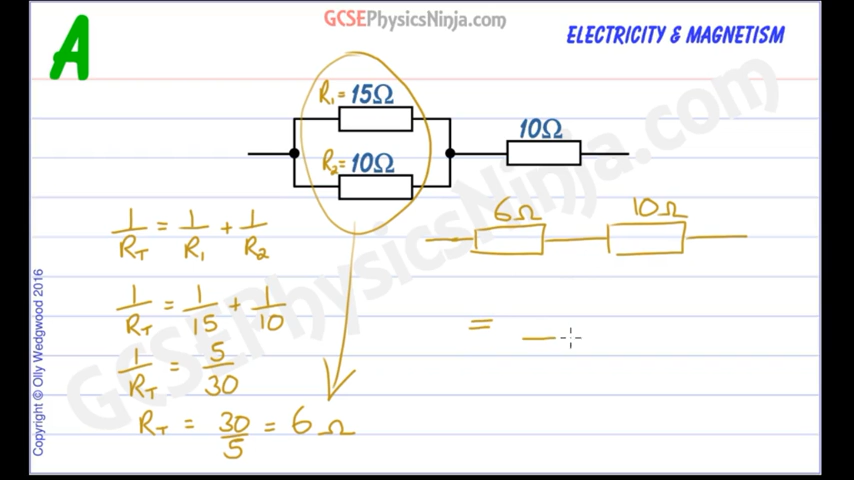 GCSEPhysicsNinja.com
A
ELECTRICITY & MAGNETISM
R₁ = 15Ω
R₂ = 10Ω
10Ω
6Ω 10Ω
1/R_T = 1/R₁ + 1/R₂
1/R_T = 1/15 + 1/10
=
1/R_T = 5/30
R_T = 30/5 = 6Ω
Copyright © Olly Wedgwood 2016
GCSEPhysicsNinja.com